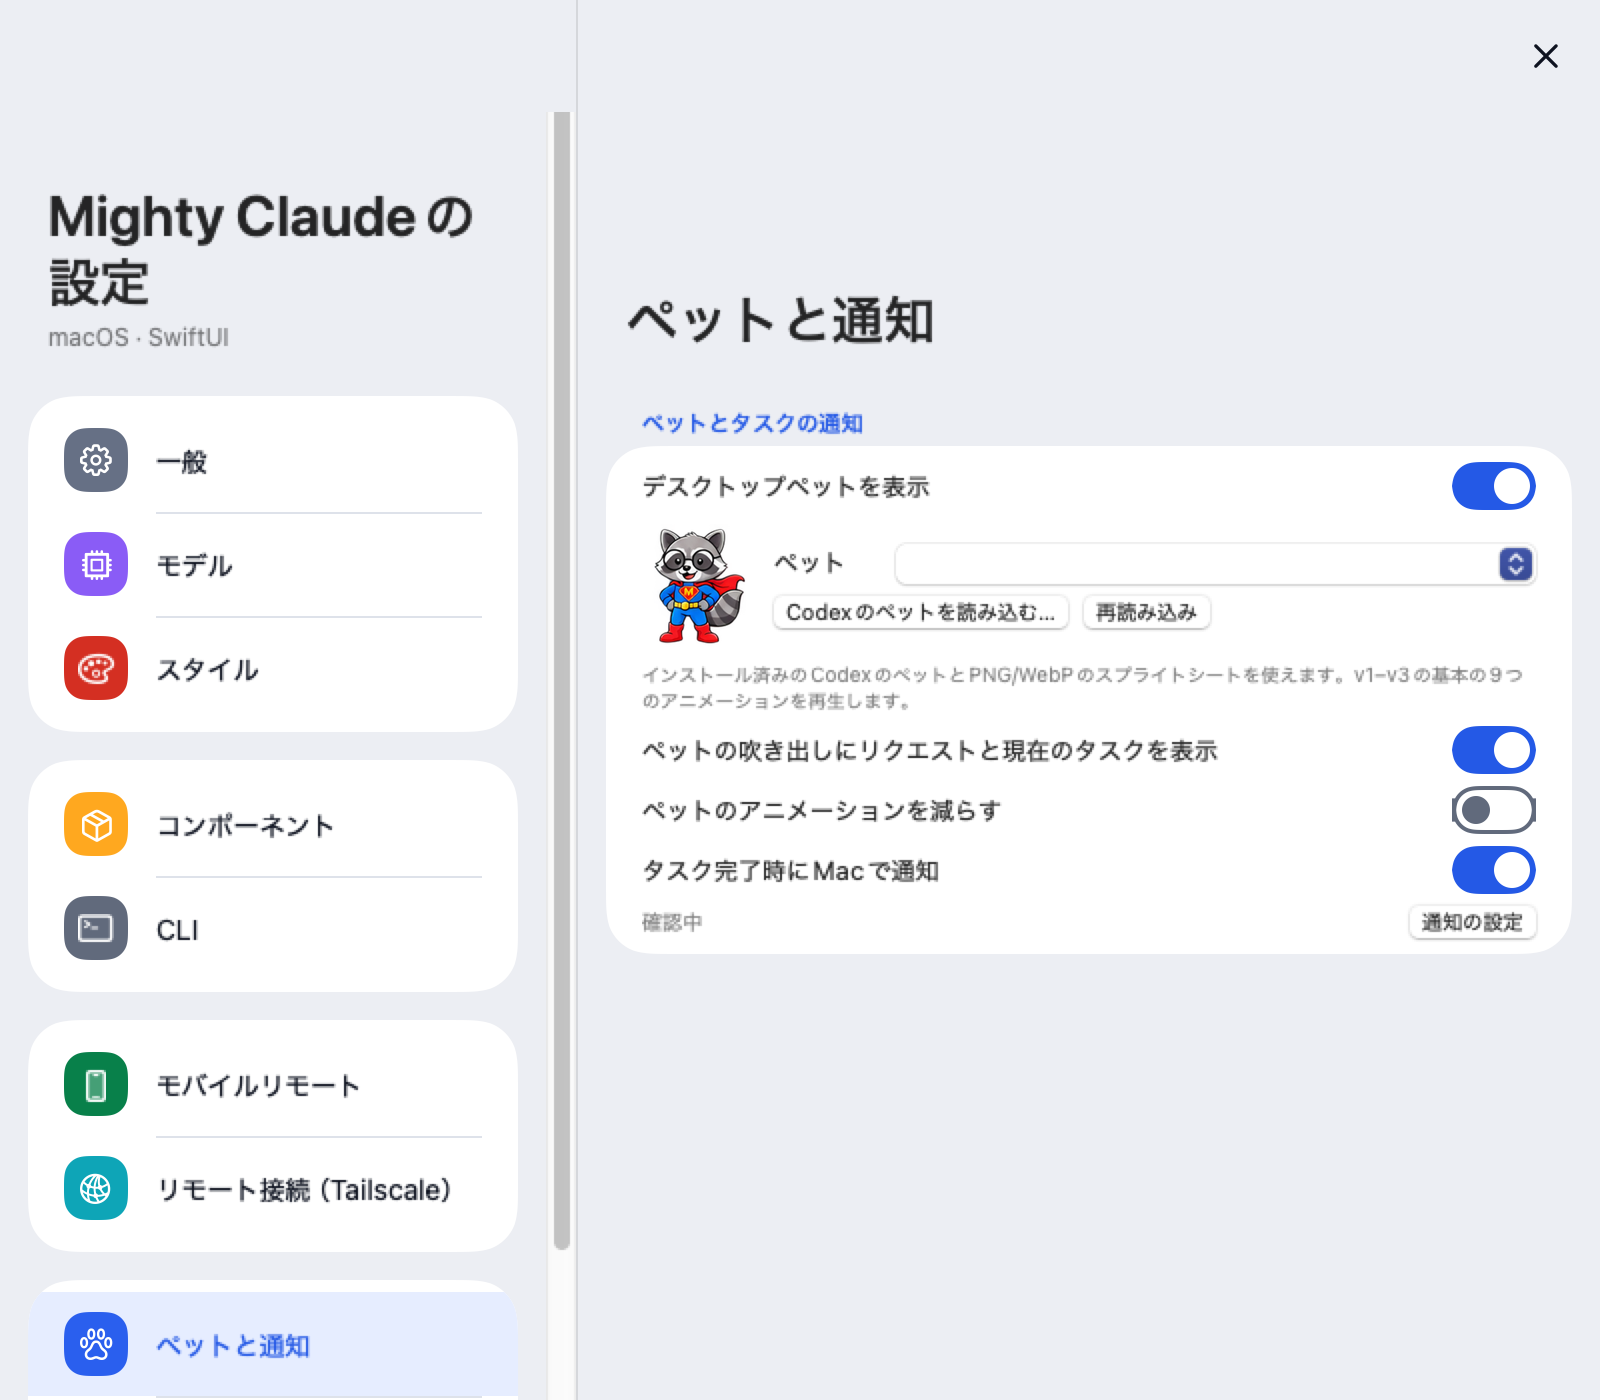 Mighty Claude の
設定
macOS · SwiftUI
一般
モデル
スタイル
コンポーネント
CLI
モバイルリモート
リモート接続（Tailscale）
ペットと通知
ペットと通知
ペットとタスクの通知
デスクトップペットを表示
M
ペット
Codex のペットを読み込む...
再読み込み
インストール済みの Codex のペットと PNG/WebP のスプライトシートを使えます。v1–v3 の基本の 9 つ
のアニメーションを再生します。
ペットの吹き出しにリクエストと現在のタスクを表示
ペットのアニメーションを減らす
タスク完了時に Mac で通知
確認中
通知の設定